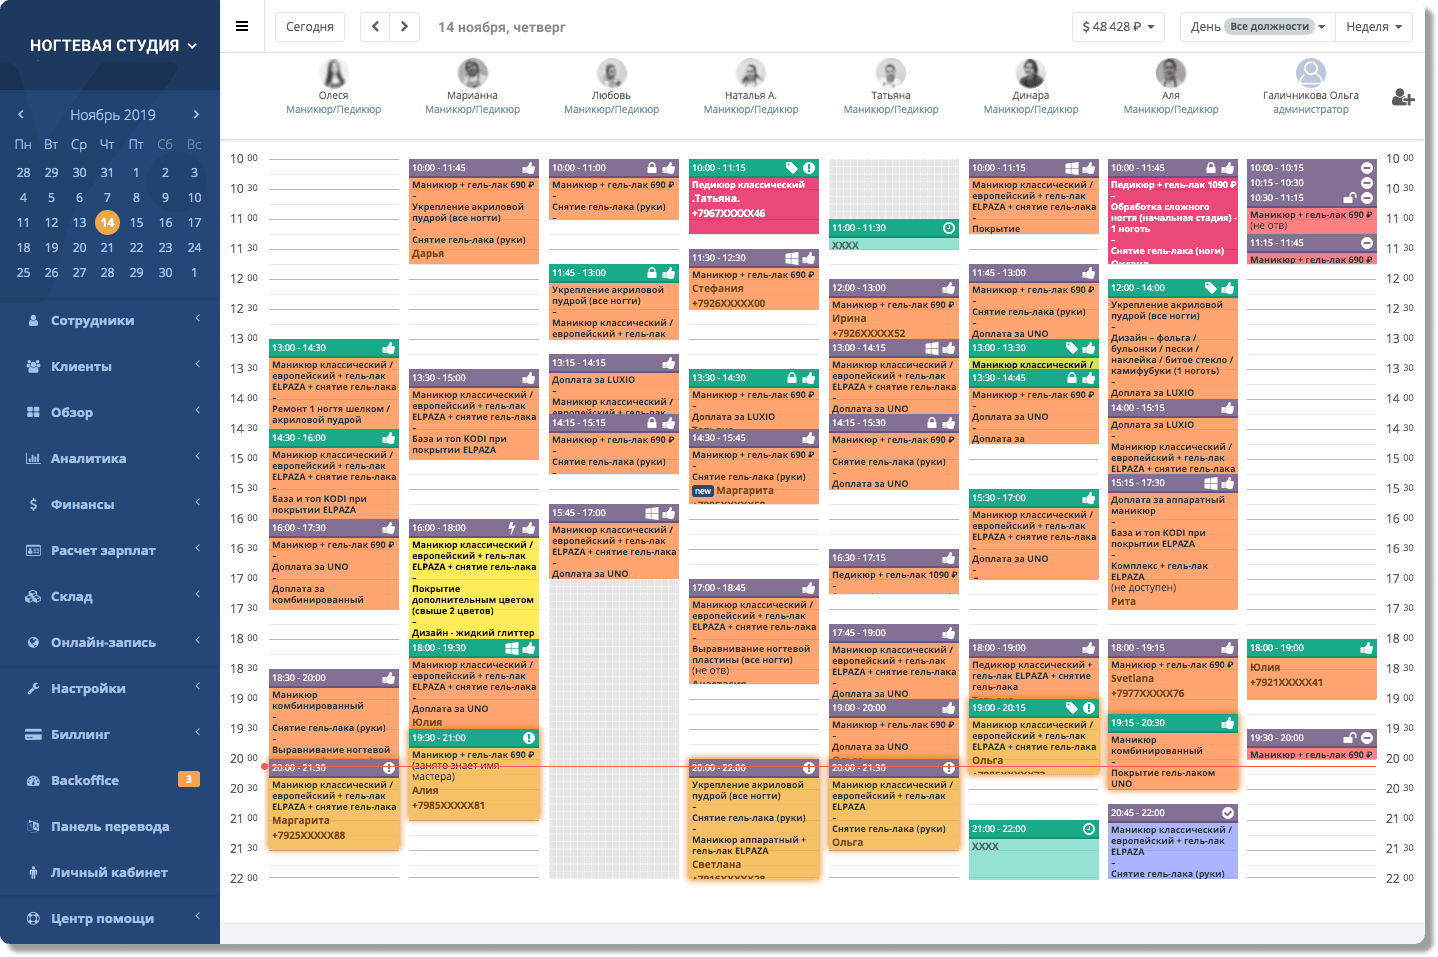 НОГТЕВАЯ СТУДИЯ
Ноябрь 2019
Пн Вт Ср Чт Пт Сб Вс
28 29 30 31 1 2 3
4 5 6 7 8 9 10
11 12 13 14 15 16 17
18 19 20 21 22 23 24
25 26 27 28 29 30 1
Сотрудники
Клиенты
Обзор
Аналитика
Финансы
Расчет зарплат
Склад
Онлайн-запись
Настройки
Биллинг
Backoffice 3
Панель перевода
Личный кабинет
Центр помощи
Сегодня
14 ноября, четверг
$ 48 428 ₽
День Все должности
Неделя
Олеся
Маникюр/Педикюр
Марианна
Маникюр/Педикюр
Любовь
Маникюр/Педикюр
Наталья А.
Маникюр/Педикюр
Татьяна
Маникюр/Педикюр
Динара
Маникюр/Педикюр
Аля
Маникюр/Педикюр
Галичникова Ольга
администратор
10 00
10 30
11 00
11 30
12 00
12 30
13 00
13 30
14 00
14 30
15 00
15 30
16 00
16 30
17 00
17 30
18 00
18 30
19 00
19 30
20 00
20 30
21 00
21 30
22 00
13:00 - 14:30
Маникюр классический /
европейский + гель-лак
ELPAZA + снятие гель-лака
–
Ремонт 1 ногтя шелком /
акриловой пудрой
14:30 - 16:00
Маникюр классический /
европейский + гель-лак
ELPAZA + снятие гель-лака
–
База и топ KODI при
покрытии ELPAZA
16:00 - 17:30
Маникюр + гель-лак 690 ₽
–
Доплата за UNO
–
Доплата за
комбинированный
18:30 - 20:00
Маникюр
комбинированный
–
Снятие гель-лака (руки)
–
Выравнивание ногтевой
20:00 - 21:30
Маникюр классический /
европейский + гель-лак
ELPAZA + снятие гель-лака
Маргарита
+7925XXXXX88
10:00 - 11:45
Маникюр + гель-лак 690 ₽
–
Укрепление акриловой
пудрой (все ногти)
–
Снятие гель-лака (руки)
Дарья
13:30 - 15:00
Маникюр классический /
европейский + гель-лак
ELPAZA + снятие гель-лака
–
База и топ KODI при
покрытии ELPAZA
16:00 - 18:00
Маникюр классический /
европейский + гель-лак
ELPAZA + снятие гель-лака
–
Покрытие
дополнительным цветом
(свыше 2 цветов)
–
Дизайн - жидкий глиттер
18:00 - 19:30
Маникюр классический /
европейский + гель-лак
ELPAZA + снятие гель-лака
–
Доплата за UNO
Юлия
19:30 - 21:00
Маникюр + гель-лак 690 ₽
(занято знает имя
мастера)
Алия
+7985XXXXX81
10:00 - 11:00
Маникюр + гель-лак 690 ₽
–
Снятие гель-лака (руки)
11:45 - 13:00
Укрепление акриловой
пудрой (все ногти)
–
Маникюр классический /
европейский + гель-лак
13:15 - 14:15
Доплата за LUXIO
–
Маникюр классический /
14:15 - 15:15
Маникюр + гель-лак 690 ₽
–
Снятие гель-лака (руки)
15:45 - 17:00
Маникюр классический /
европейский + гель-лак
ELPAZA + снятие гель-лака
–
Доплата за UNO
10:00 - 11:15
Педикюр классический
.Татьяна.
+7967XXXXX46
11:30 - 12:30
Маникюр + гель-лак 690 ₽
Стефания
+7926XXXXX00
13:30 - 14:30
Маникюр + гель-лак 690 ₽
–
Доплата за LUXIO
14:30 - 15:45
Маникюр + гель-лак 690 ₽
–
Снятие гель-лака (руки)
new Маргарита
17:00 - 18:45
Маникюр классический /
европейский + гель-лак
ELPAZA + снятие гель-лака
–
Выравнивание ногтевой
пластины (все ногти)
(не отв)
Анастасия
20:00 - 22:00
Укрепление акриловой
пудрой (все ногти)
–
Снятие гель-лака (руки)
–
Маникюр аппаратный +
гель-лак ELPAZA
Светлана
+7916XXXXX28
11:00 - 11:30
XXXX
12:00 - 13:00
Маникюр + гель-лак 690 ₽
Ирина
+7926XXXXX52
13:00 - 14:15
Маникюр классический /
европейский + гель-лак
ELPAZA + снятие гель-лака
–
Доплата за UNO
14:15 - 15:30
Маникюр + гель-лак 690 ₽
–
Снятие гель-лака (руки)
–
Доплата за UNO
16:30 - 17:15
Педикюр + гель-лак 1090 ₽
17:45 - 19:00
Маникюр классический /
европейский + гель-лак
ELPAZA + снятие гель-лака
–
Доплата за UNO
19:00 - 20:00
Маникюр + гель-лак 690 ₽
–
Доплата за UNO
20:00 - 21:30
Маникюр классический /
европейский + гель-лак
ELPAZA
–
Снятие гель-лака (руки)
Ольга
10:00 - 11:15
Маникюр классический /
европейский + гель-лак
ELPAZA + снятие гель-лака
–
Покрытие
11:45 - 13:00
Маникюр + гель-лак 690 ₽
–
Снятие гель-лака (руки)
–
Доплата за UNO
13:00 - 13:30
Маникюр классический /
13:30 - 14:45
Маникюр + гель-лак 690 ₽
–
Доплата за UNO
–
Доплата за
15:30 - 17:00
Маникюр классический /
европейский + гель-лак
ELPAZA + снятие гель-лака
–
Доплата за UNO
–
18:00 - 19:00
Педикюр классический +
гель-лак ELPAZA + снятие
гель-лака
19:00 - 20:15
Маникюр классический /
европейский + гель-лак
ELPAZA + снятие гель-лака
Ольга
21:00 - 22:00
XXXX
10:00 - 11:45
Педикюр + гель-лак 1090 ₽
–
Обработка сложного
ногтя (начальная стадия) -
1 ноготь
–
Снятие гель-лака (ноги)
Оксана
12:00 - 14:00
Укрепление акриловой
пудрой (все ногти)
–
Дизайн – фольга /
бульонки / пески /
наклейка / битое стекло /
камифубуки (1 ноготь)
–
Доплата за LUXIO
14:00 - 15:15
Доплата за LUXIO
–
Маникюр классический /
европейский + гель-лак
ELPAZA + снятие гель-лака
15:15 - 17:30
Доплата за аппаратный
маникюр
–
База и топ KODI при
покрытии ELPAZA
–
Комплекс + гель-лак
ELPAZA
(не доступен)
Рита
18:00 - 19:15
Маникюр + гель-лак 690 ₽
Svetlana
+7977XXXXX76
19:15 - 20:30
Маникюр
комбинированный
–
Покрытие гель-лаком
UNO
20:45 - 22:00
Маникюр классический /
европейский + гель-лак
ELPAZA
–
Снятие гель-лака (руки)
10:00 - 10:15
10:15 - 10:30
10:30 - 11:15
Маникюр + гель-лак 690 ₽
(не отв)
11:15 - 11:45
Маникюр + гель-лак 690 ₽
18:00 - 19:00
Юлия
+7921XXXXX41
19:30 - 20:00
Маникюр + гель-лак 690 ₽
10 00
10 30
11 00
11 30
12 00
12 30
13 00
13 30
14 00
14 30
15 00
15 30
16 00
16 30
17 00
17 30
18 00
18 30
19 00
19 30
20 00
20 30
21 00
21 30
22 00